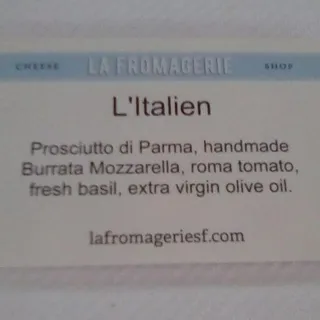 CHEESE LA FROMAGERIE SHOP
L'Italien
Prosciutto di Parma, handmade
Burrata Mozzarella, roma tomato,
fresh basil, extra virgin olive oil.
lafromageriesf.com